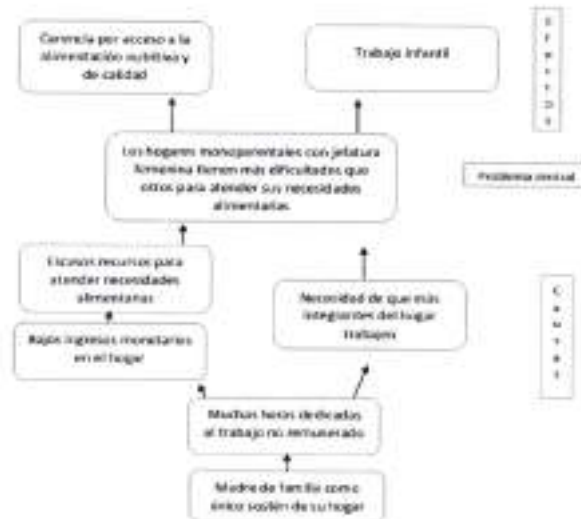 Carencia por acceso a la
alimentación nutritiva y
de calidad
Trabajo infantil
E
F
E
C
T
O
S
Los hogares monoparentales con jefatura
femenina tienen más dificultades que
otros para atender sus necesidades
alimentarias
Problema central
Escasos recursos para
atender necesidades
alimentarias
Necesidad de que más
integrantes del hogar
trabajen
C
A
U
S
A
S
Bajos ingresos monetarios
en el hogar
Muchas horas dedicadas
al trabajo no remunerado
Madre de familia como
único sostén de su hogar